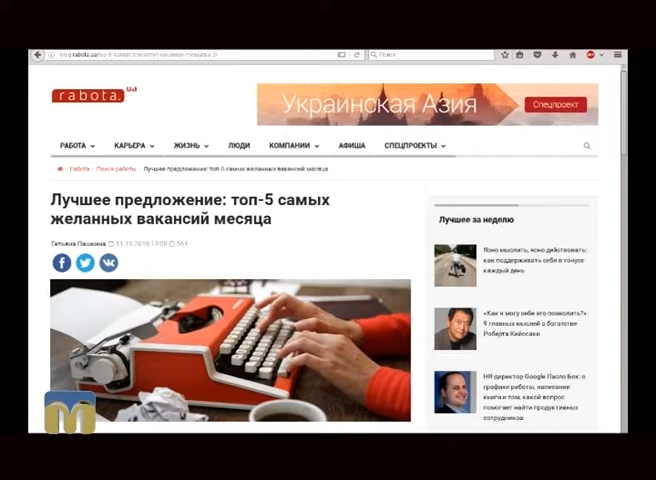 Поиск
rabota.ua
Украинская Азия
Спецпроект
РАБОТА КАРЬЕРА ЖИЗНЬ ЛЮДИ КОМПАНИИ АФИША СПЕЦПРОЕКТЫ
Работа Поиск работы Лучшее предложение: топ-5 самых желанных вакансий месяца
Лучшее предложение: топ-5 самых
желанных вакансий месяца
Татьяна Пашкина 11.10.2016 13:08 561
Лучшее за неделю
Ясно мыслить, ясно действовать:
как поддерживать себя в тонусе
каждый день
«Как я могу себе это позволить?»:
9 главных мыслей о богатстве
Роберта Кийосаки
HR-директор Google Ласло Бок: о
графике работы, написании
книги и том, какой вопрос
помогает найти продуктивных
сотрудников